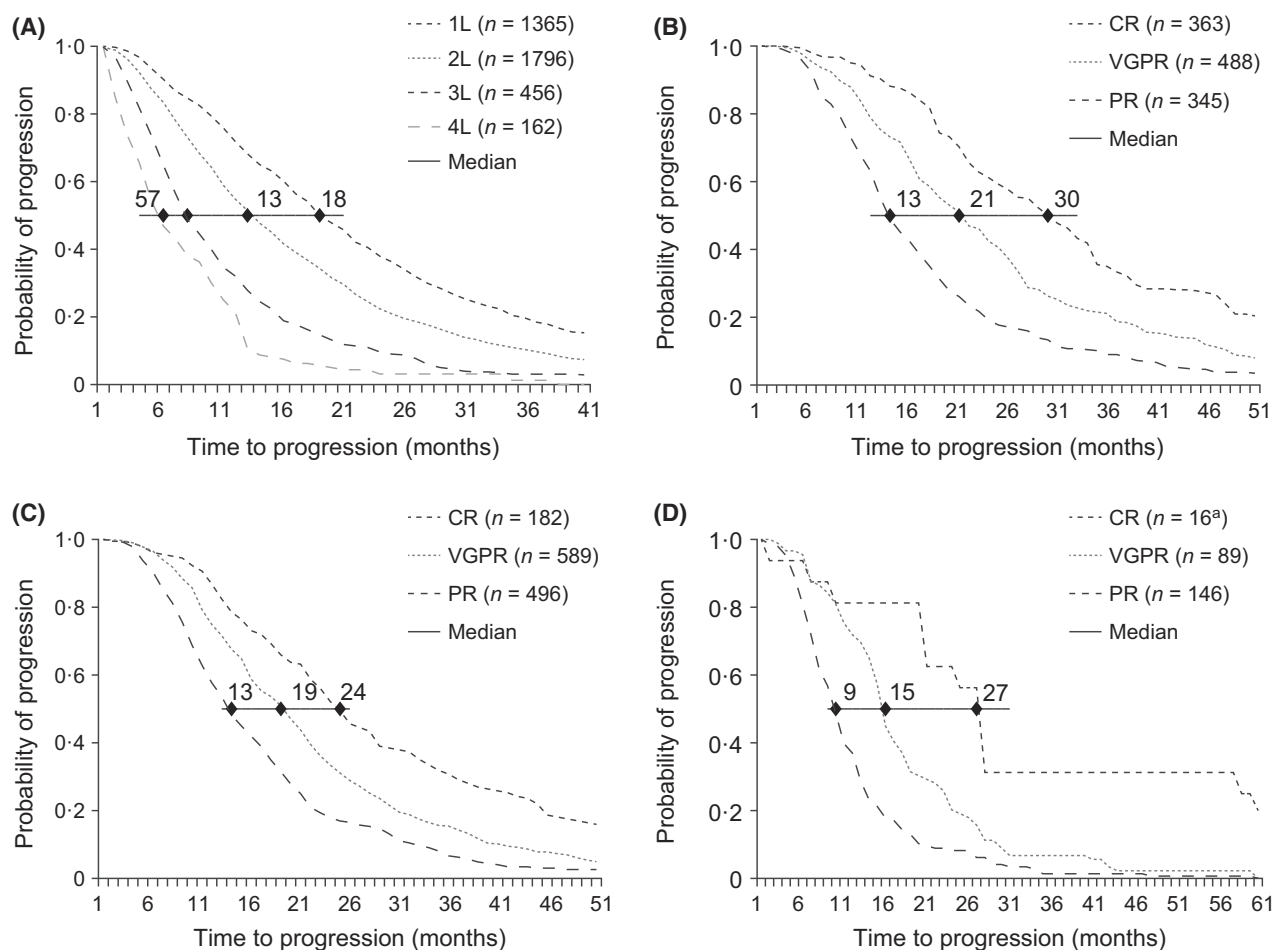 (A)
1L (n = 1365)
2L (n = 1796)
3L (n = 456)
4L (n = 162)
Median
1·0
0·8
0·6
0·4
0·2
0
Probability of progression
57 13 18
1 6 11 16 21 26 31 36 41
Time to progression (months)
(B)
CR (n = 363)
VGPR (n = 488)
PR (n = 345)
Median
1·0
0·8
0·6
0·4
0·2
0
Probability of progression
13 21 30
1 6 11 16 21 26 31 36 41 46 51
Time to progression (months)
(C)
CR (n = 182)
VGPR (n = 589)
PR (n = 496)
Median
1·0
0·8
0·6
0·4
0·2
0
Probability of progression
13 19 24
1 6 11 16 21 26 31 36 41 46 51
Time to progression (months)
(D)
CR (n = 16ᵃ)
VGPR (n = 89)
PR (n = 146)
Median
1·0
0·8
0·6
0·4
0·2
0
Probability of progression
9 15 27
1 6 11 16 21 26 31 36 41 46 51 56 61
Time to progression (months)